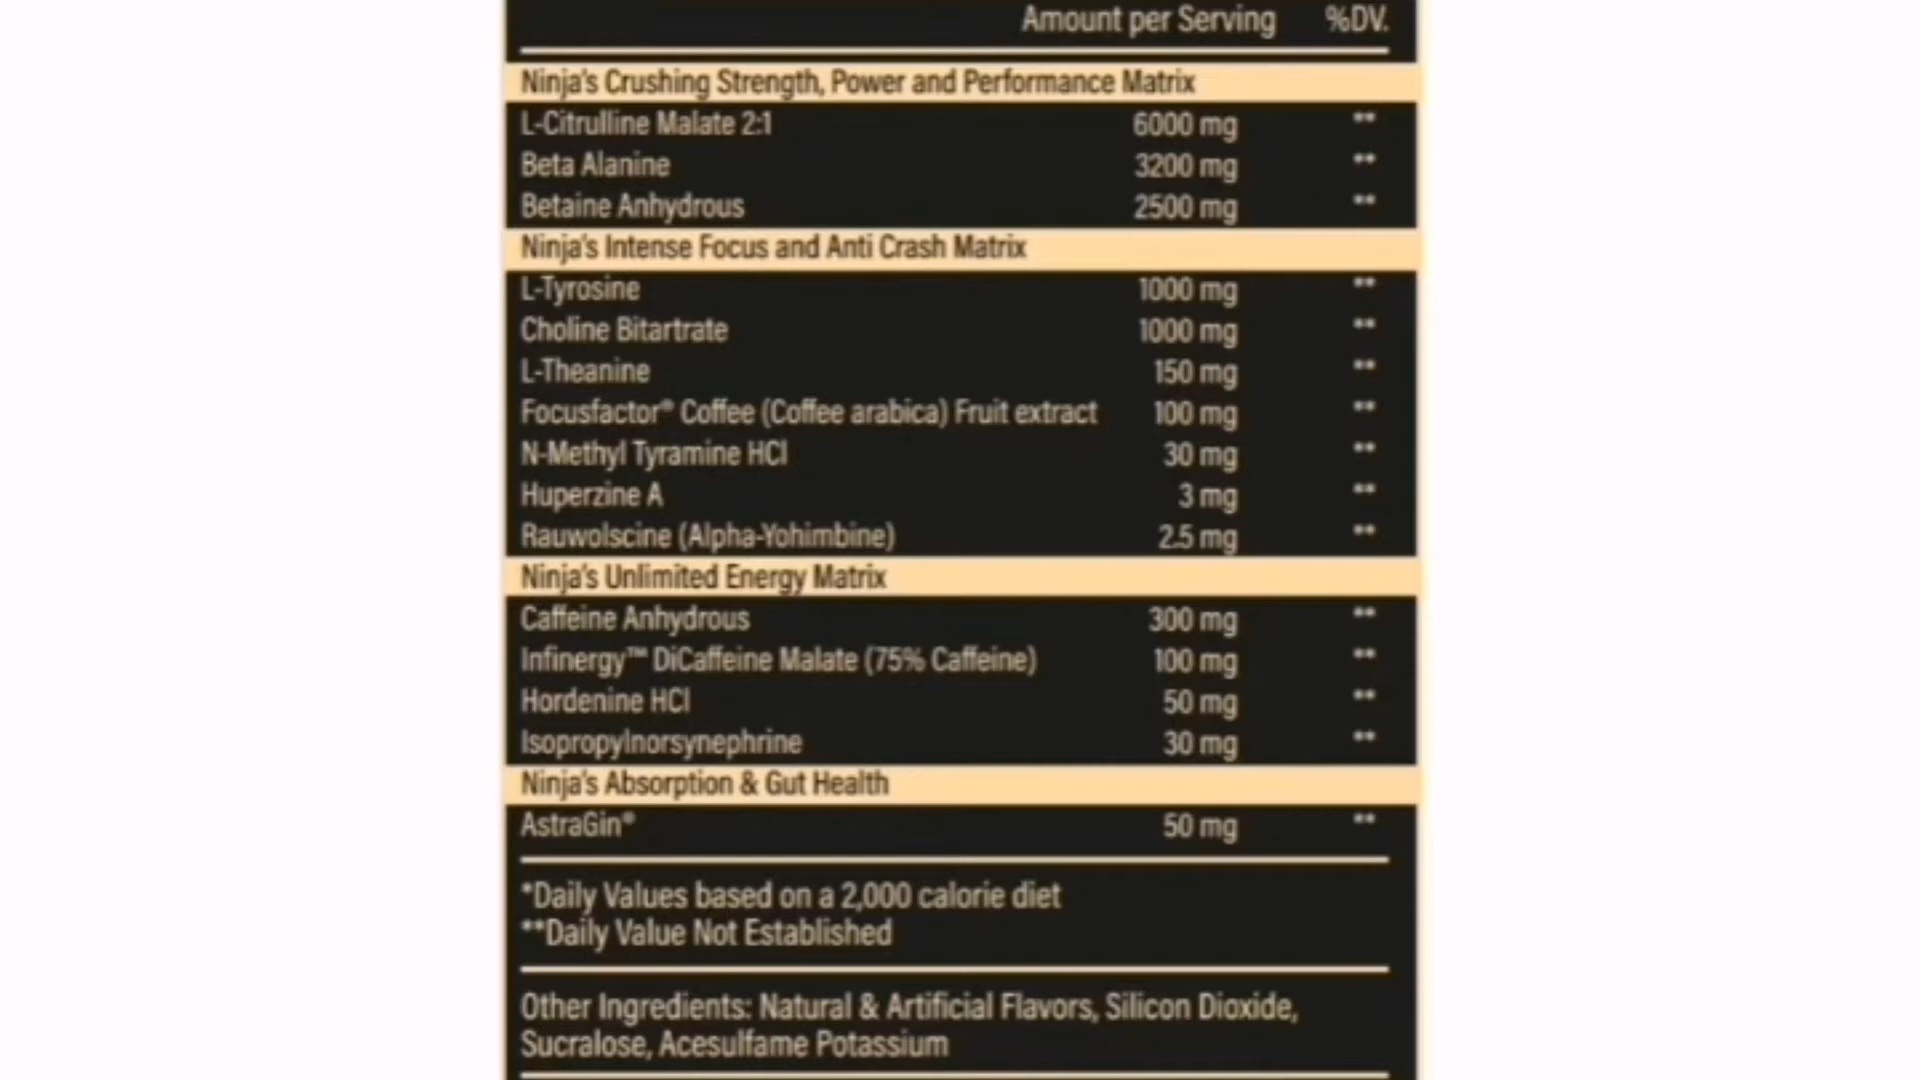 Amount per Serving %DV.
Ninja's Crushing Strength, Power and Performance Matrix
L-Citrulline Malate 2:1 6000 mg **
Beta Alanine 3200 mg **
Betaine Anhydrous 2500 mg **
Ninja's Intense Focus and Anti Crash Matrix
L-Tyrosine 1000 mg **
Choline Bitartrate 1000 mg **
L-Theanine 150 mg **
Focusfactor® Coffee (Coffee arabica) Fruit extract 100 mg **
N-Methyl Tyramine HCl 30 mg **
Huperzine A 3 mg **
Rauwolscine (Alpha-Yohimbine) 2.5 mg **
Ninja's Unlimited Energy Matrix
Caffeine Anhydrous 300 mg **
Infinergy™ DiCaffeine Malate (75% Caffeine) 100 mg **
Hordenine HCl 50 mg **
Isopropylnorsynephrine 30 mg **
Ninja's Absorption & Gut Health
AstraGin® 50 mg **
*Daily Values based on a 2,000 calorie diet
**Daily Value Not Established
Other Ingredients: Natural & Artificial Flavors, Silicon Dioxide,
Sucralose, Acesulfame Potassium